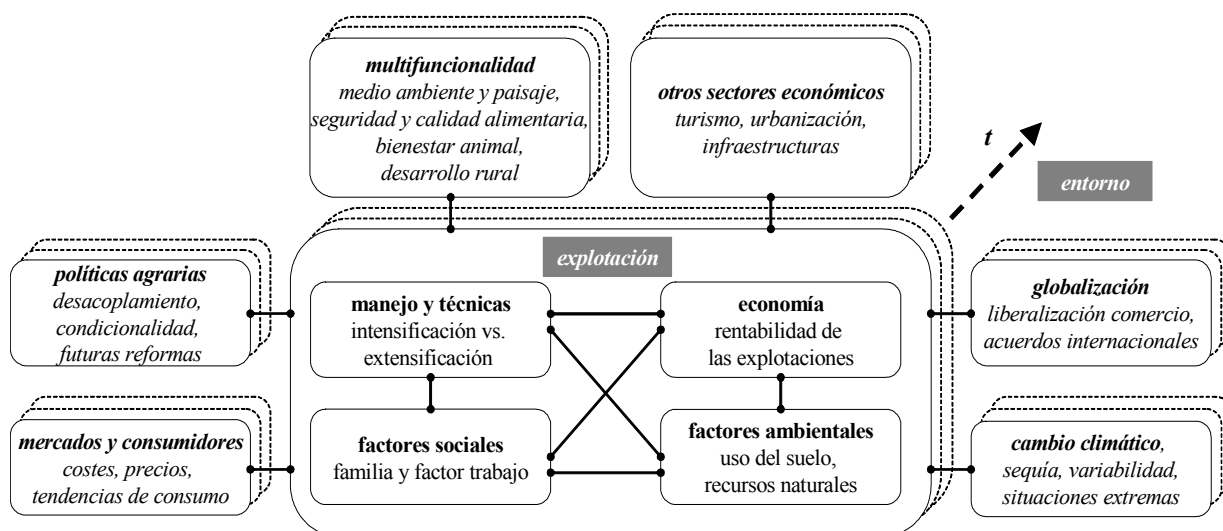 multifuncionalidad
medio ambiente y paisaje,
seguridad y calidad alimentaria,
bienestar animal,
desarrollo rural
otros sectores económicos
turismo, urbanización,
infraestructuras
t
entorno
explotación
políticas agrarias
desacoplamiento,
condicionalidad,
futuras reformas
manejo y técnicas
intensificación vs.
extensificación
economía
rentabilidad de
las explotaciones
globalización
liberalización comercio,
acuerdos internacionales
mercados y consumidores
costes, precios,
tendencias de consumo
factores sociales
familia y factor trabajo
factores ambientales
uso del suelo,
recursos naturales
cambio climático,
sequía, variabilidad,
situaciones extremas